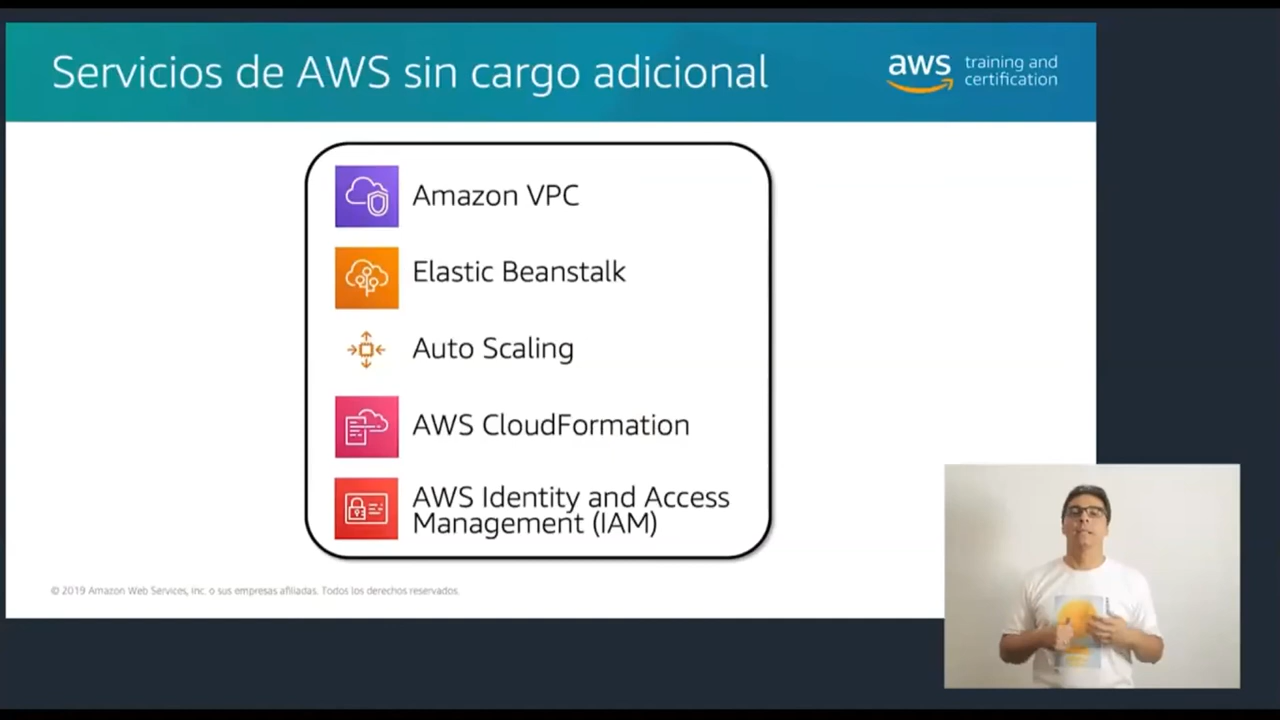 Servicios de AWS sin cargo adicional
aws training and
certification
Amazon VPC
Elastic Beanstalk
Auto Scaling
AWS CloudFormation
AWS Identity and Access
Management (IAM)
© 2019 Amazon Web Services, Inc. o sus empresas afiliadas. Todos los derechos reservados.